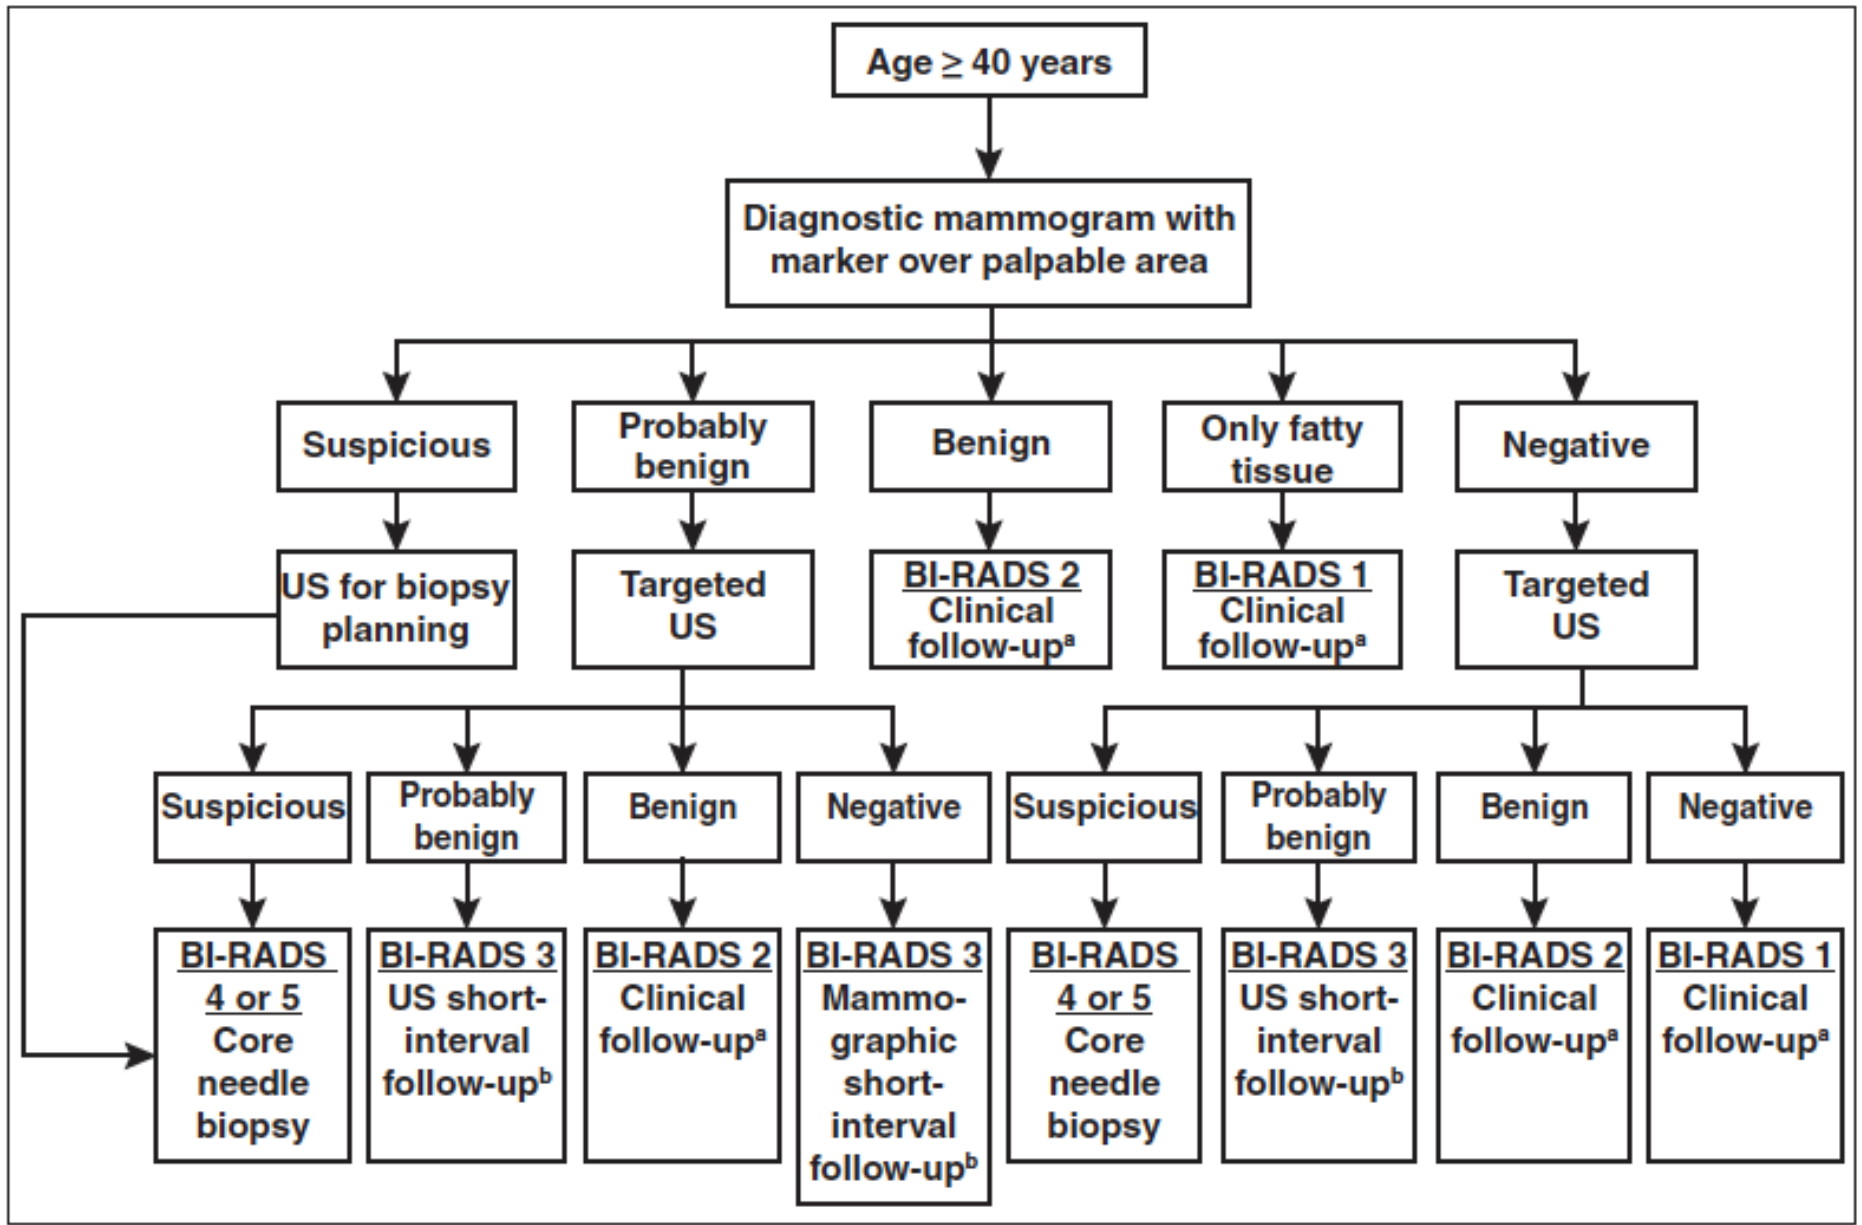 Age ≥ 40 years
Diagnostic mammogram with
marker over palpable area
Suspicious
Probably
benign
Benign
Only fatty
tissue
Negative
US for biopsy
planning
Targeted
US
BI-RADS 2
Clinical
follow-upᵃ
BI-RADS 1
Clinical
follow-upᵃ
Targeted
US
Suspicious
Probably
benign
Benign
Negative
Suspicious
Probably
benign
Benign
Negative
BI-RADS
4 or 5
Core
needle
biopsy
BI-RADS 3
US short-
interval
follow-upᵇ
BI-RADS 2
Clinical
follow-upᵃ
BI-RADS 3
Mammo-
graphic
short-
interval
follow-upᵇ
BI-RADS
4 or 5
Core
needle
biopsy
BI-RADS 3
US short-
interval
follow-upᵇ
BI-RADS 2
Clinical
follow-upᵃ
BI-RADS 1
Clinical
follow-upᵃ